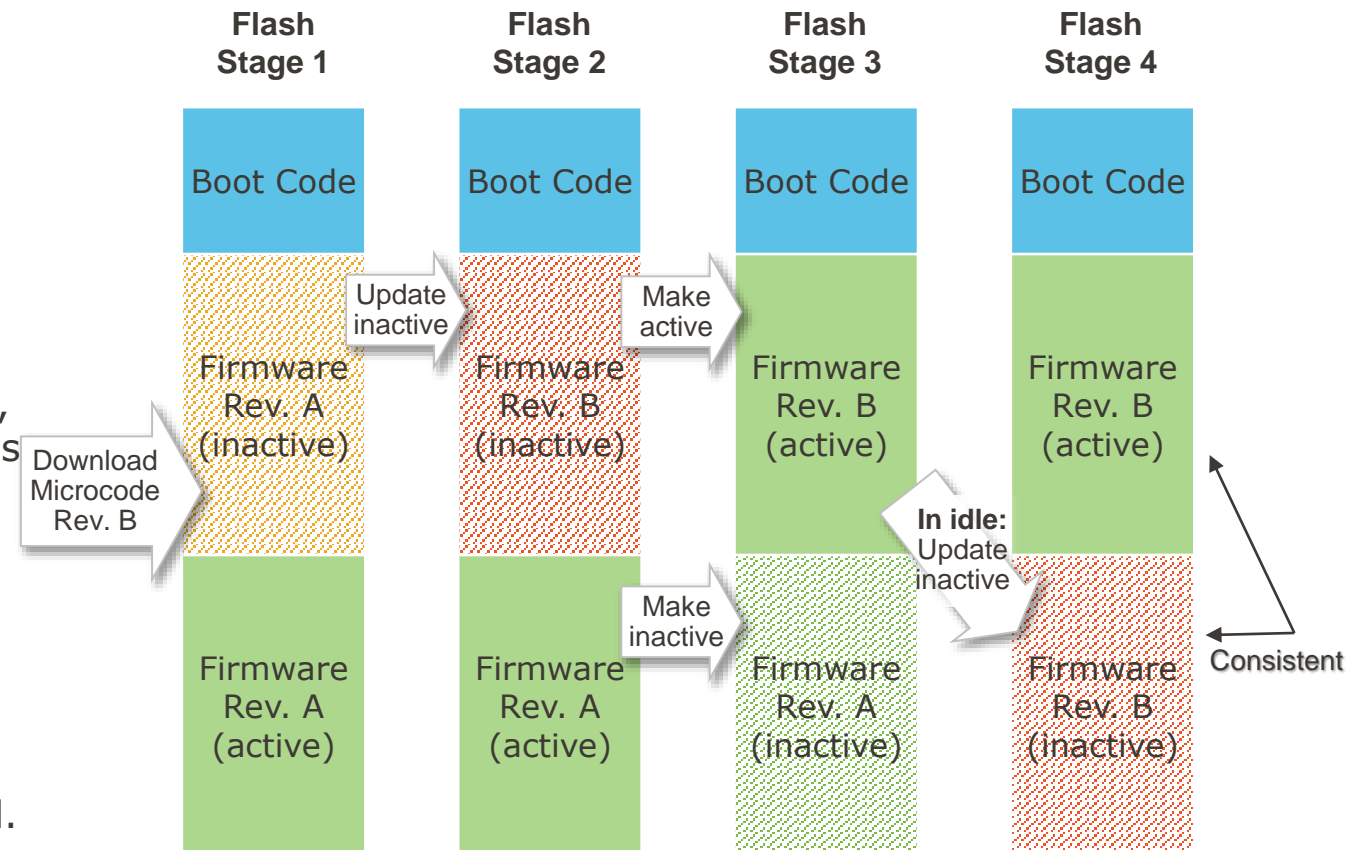 Flash
Stage 1
Flash
Stage 2
Flash
Stage 3
Flash
Stage 4
Boot Code
Boot Code
Boot Code
Boot Code
Update
inactive
Make
active
Firmware
Rev. A
(inactive)
Firmware
Rev. B
(inactive)
Firmware
Rev. B
(active)
Firmware
Rev. B
(active)
,
s
Download
Microcode
Rev. B
In idle:
Update
inactive
Make
inactive
Consistent
Firmware
Rev. A
(active)
Firmware
Rev. A
(active)
Firmware
Rev. A
(inactive)
Firmware
Rev. B
(inactive)